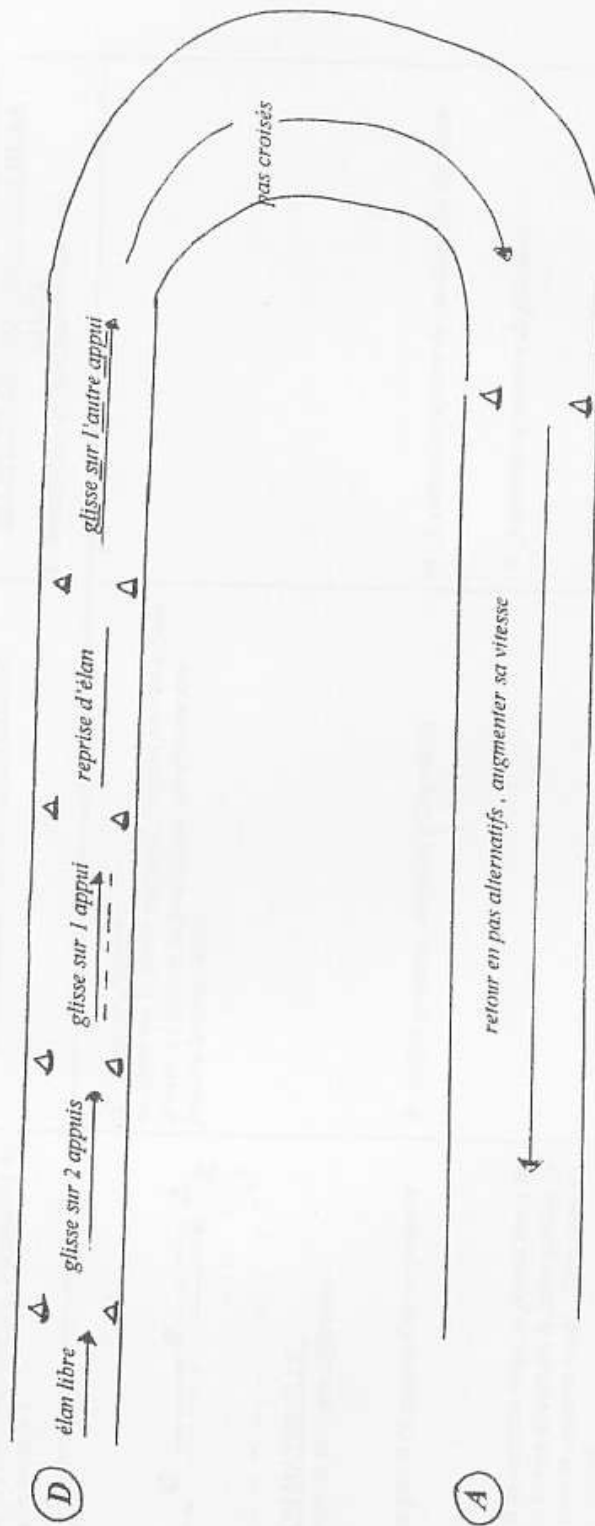 D
élan libre
glisse sur 2 appuis
glisse sur 1 appui
reprise d'élan
glisse sur l'autre appui
pas croisés
retour en pas alternatifs , augmenter sa vitesse
A